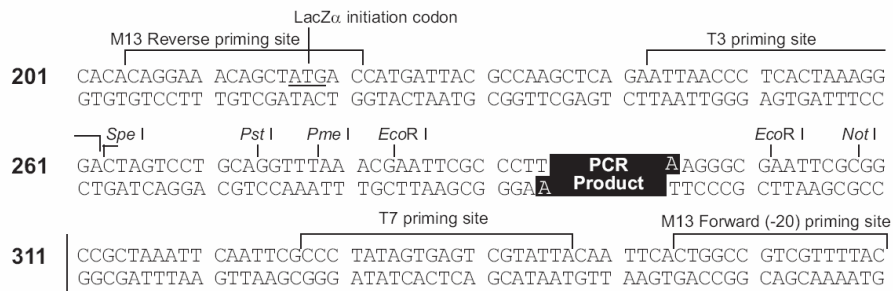 LacZα initiation codon
M13 Reverse priming site T3 priming site
201 CACACAGGAA ACAGCTATGA CCATGATTAC GCCAAGCTCA GAATTAACCC TCACTAAAGG
GTGTGTCCTT TGTCGATACT GGTACTAATG CGGTTCGAGT CTTAATTGGG AGTGATTTCC
Spe I Pst I Pme I EcoR I EcoR I Not I
261 GACTAGTCCT GCAGGTTTAA ACGAATTCGC CCTT PCR A AGGGC GAATTCGCGG
CTGATCAGGA CGTCCAAATT TGCTTAAGCG GGA A Product TTCCCG CTTAAGCGCC
T7 priming site M13 Forward (-20) priming site
311 CCGCTAAATT CAATTCGCCC TATAGTGAGT CGTATTACAA TTCACTGGCC GTCGTTTTAC
GGCGATTTAA GTTAAGCGGG ATATCACTCA GCATAATGTT AAGTGACCGG CAGCAAAATG